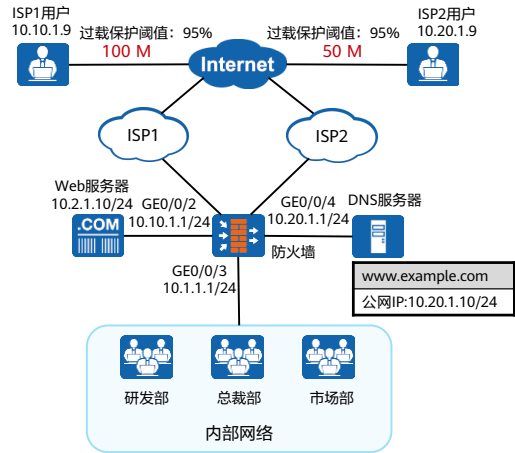 ISP1用户
10.10.1.9
过载保护阈值：95%
100 M
过载保护阈值：95%
50 M
ISP2用户
10.20.1.9
Internet
ISP1
ISP2
Web服务器
10.2.1.10/24
.COM
GE0/0/2
10.10.1.1/24
GE0/0/4
10.20.1.1/24
DNS服务器
防火墙
www.example.com
公网IP:10.20.1.10/24
GE0/0/3
10.1.1.1/24
研发部
总裁部
市场部
内部网络